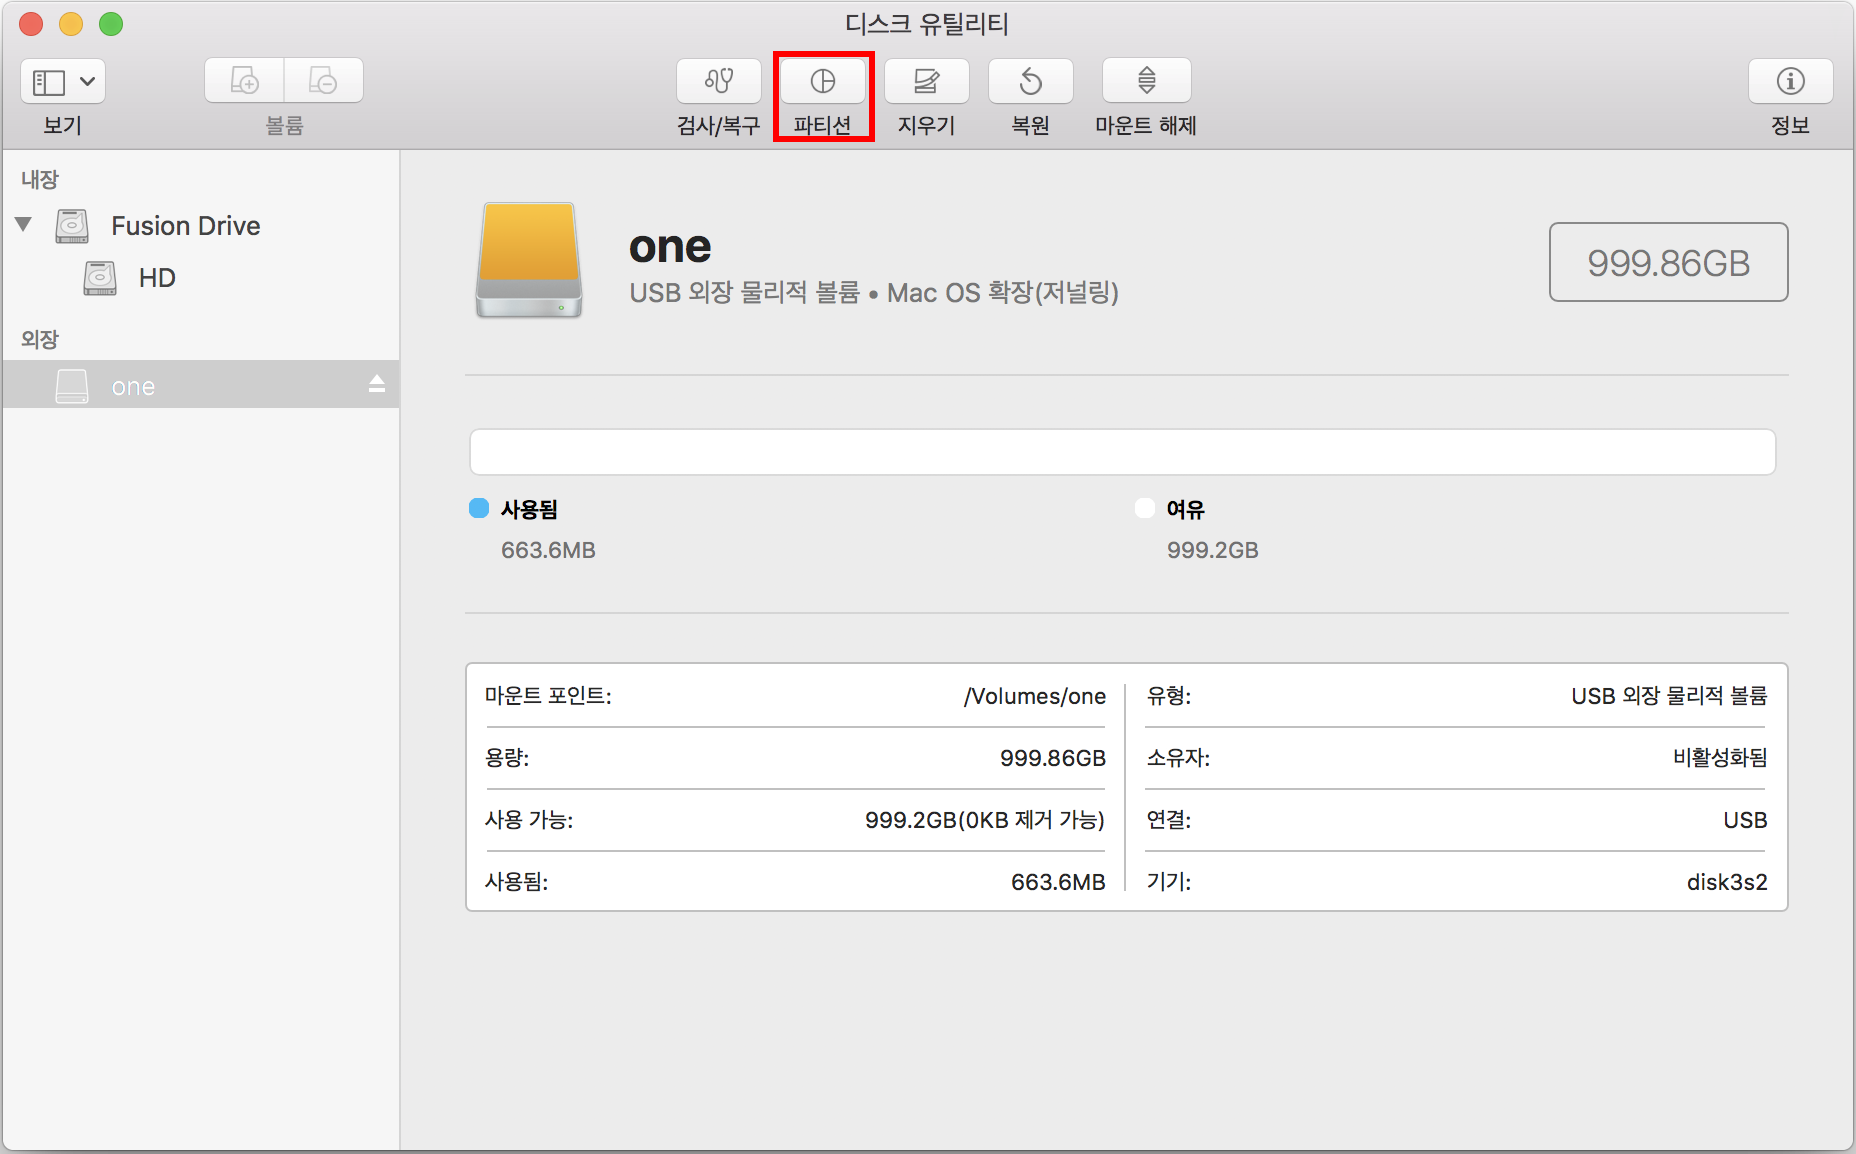 디스크 유틸리티
보기
볼륨
검사/복구
파티션
지우기
복원
마운트 해제
정보
내장
Fusion Drive
HD
외장
one
one
USB 외장 물리적 볼륨 • Mac OS 확장(저널링)
999.86GB
사용됨
663.6MB
여유
999.2GB
마운트 포인트: /Volumes/one
용량: 999.86GB
사용 가능: 999.2GB(0KB 제거 가능)
사용됨: 663.6MB
유형: USB 외장 물리적 볼륨
소유자: 비활성화됨
연결: USB
기기: disk3s2